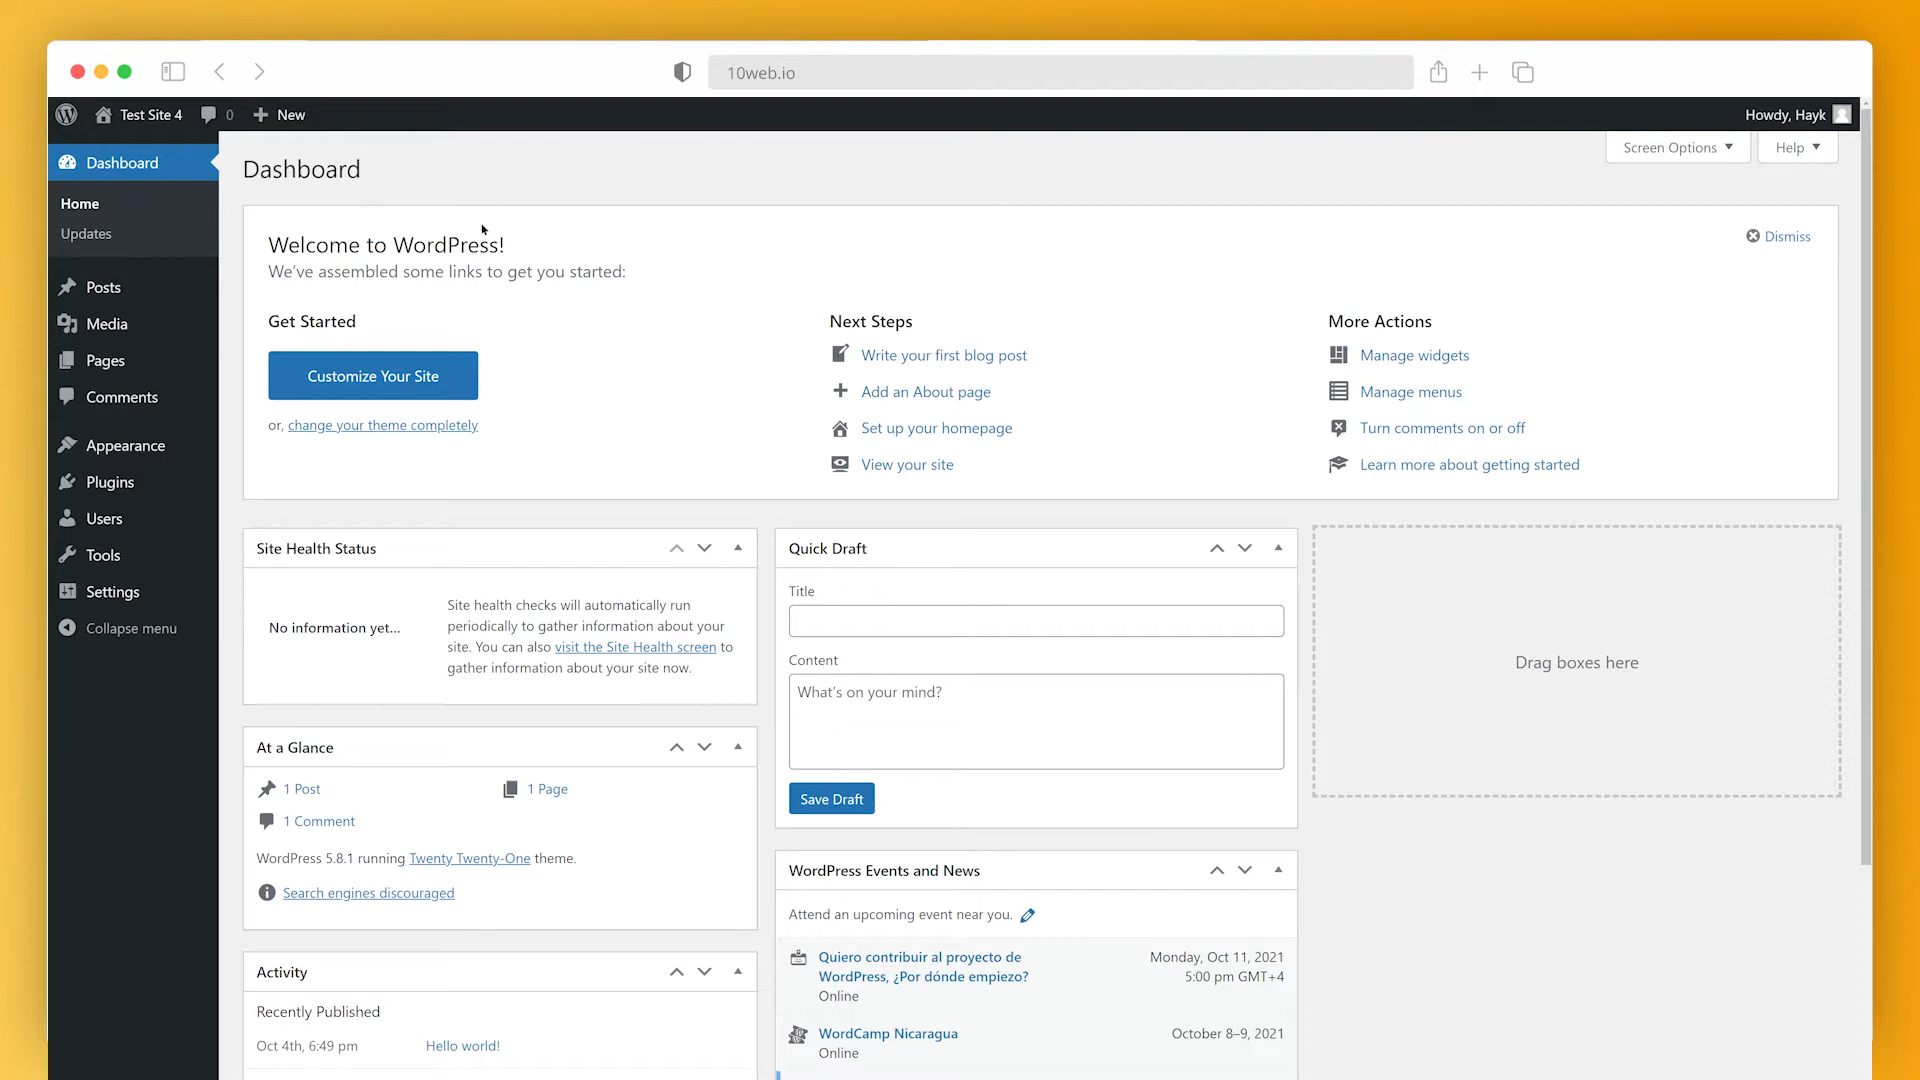 10web.io
Test Site 4
0
New
Howdy, Hayk
Dashboard
Home
Updates
Posts
Media
Pages
Comments
Appearance
Plugins
Users
Tools
Settings
Collapse menu
Dashboard
Screen Options
Help
Welcome to WordPress!
We've assembled some links to get you started:
Dismiss
Get Started
Customize Your Site
or, change your theme completely
Next Steps
Write your first blog post
Add an About page
Set up your homepage
View your site
More Actions
Manage widgets
Manage menus
Turn comments on or off
Learn more about getting started
Site Health Status
No information yet...
Site health checks will automatically run
periodically to gather information about your
site. You can also visit the Site Health screen to
gather information about your site now.
At a Glance
1 Post
1 Page
1 Comment
WordPress 5.8.1 running Twenty Twenty-One theme.
Search engines discouraged
Activity
Recently Published
Oct 4th, 6:49 pm
Hello world!
Quick Draft
Title
Content
What's on your mind?
Save Draft
WordPress Events and News
Attend an upcoming event near you.
Quiero contribuir al proyecto de
WordPress, ¿Por dónde empiezo?
Online
Monday, Oct 11, 2021
5:00 pm GMT+4
WordCamp Nicaragua
Online
October 8–9, 2021
Drag boxes here